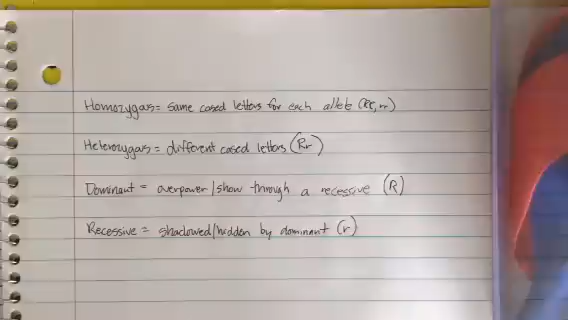 Homozygous = same cased letters for each allele (RR, rr)
Heterozygous = different cased letters (Rr)
Dominant = overpower/show through a recessive (R)
Recessive = shadowed/hidden by dominant (r)